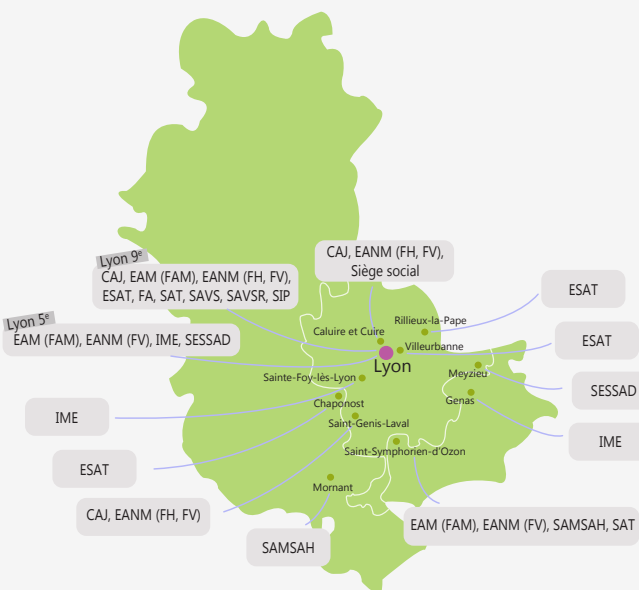 CAJ, EANM (FH, FV),
Siège social
Lyon 9e
CAJ, EAM (FAM), EANM (FH, FV),
ESAT, FA, SAT, SAVS, SAVSR, SIP
ESAT
Lyon 5e
EAM (FAM), EANM (FV), IME, SESSAD
Rillieux-la-Pape
Caluire et Cuire
Villeurbanne
ESAT
Lyon
Meyzieu
Sainte-Foy-lès-Lyon
SESSAD
Genas
Chaponost
IME
Saint-Genis-Laval
IME
Saint-Symphorien-d'Ozon
ESAT
Mornant
CAJ, EANM (FH, FV)
EAM (FAM), EANM (FV), SAMSAH, SAT
SAMSAH